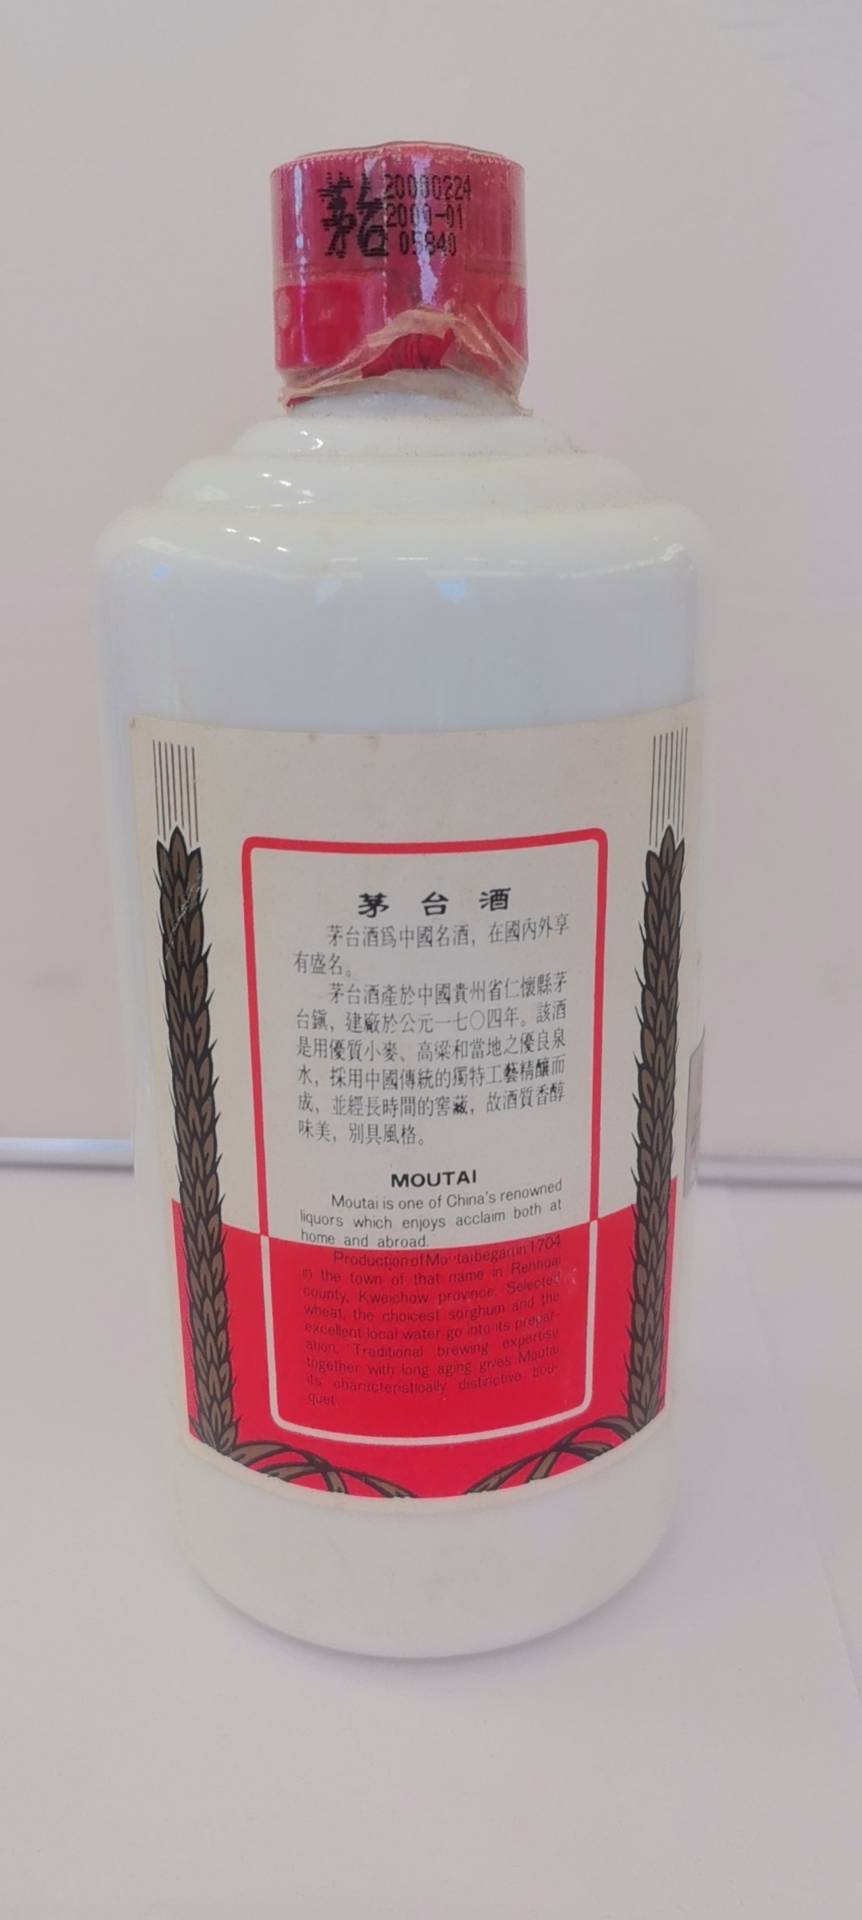 茅台
20000224
2000-01
05840
茅台酒
茅台酒爲中國名酒，在國內外享
有盛名。
茅台酒產於中國貴州省仁懷縣茅
台鎭，建廠於公元一七〇四年。該酒
是用優質小麥、高粱和當地之優良泉
水，採用中國傳統的獨特工藝精釀而
成，並經長時間的窖藏，故酒質香醇
味美，別具風格。
MOUTAI
Moutai is one of China's renowned
liquors which enjoys acclaim both at
home and abroad.
Production of Moutai began in 1704
in the town of that name in Renhuai
county, Kweichow province. Selected
wheat, the choicest sorghum and the
excellent local water go into its prepar-
ation. Traditional brewing expertise
together with long aging gives Moutai
its characteristically distinctive bou-
quet.